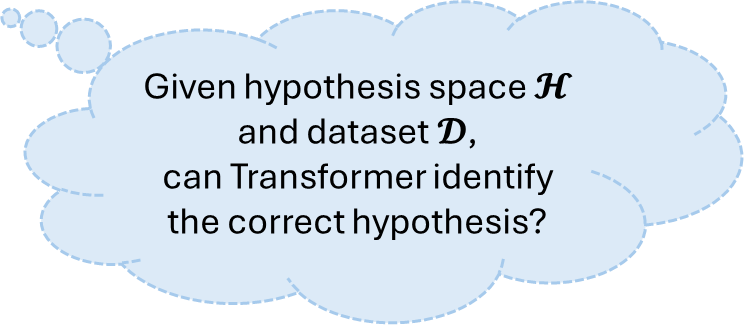 Given hypothesis space 𝓗
and dataset 𝓓,
can Transformer identify
the correct hypothesis?